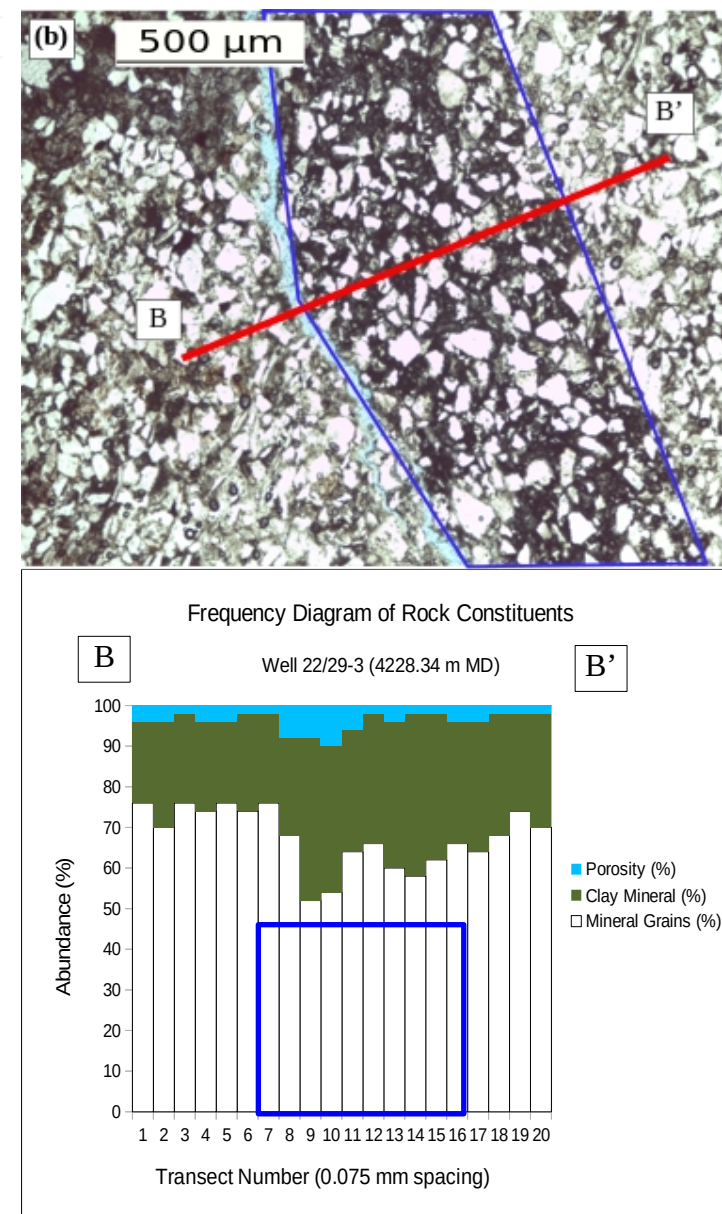 (b)
500 µm
B'
B
Frequency Diagram of Rock Constituents
B
Well 22/29-3 (4228.34 m MD)
B'
100
90
80
70
60
50
40
30
20
10
0
Abundance (%)
Porosity (%)
Clay Mineral (%)
Mineral Grains (%)
1 2 3 4 5 6 7 8 9 10 11 12 13 14 15 16 17 18 19 20
Transect Number (0.075 mm spacing)